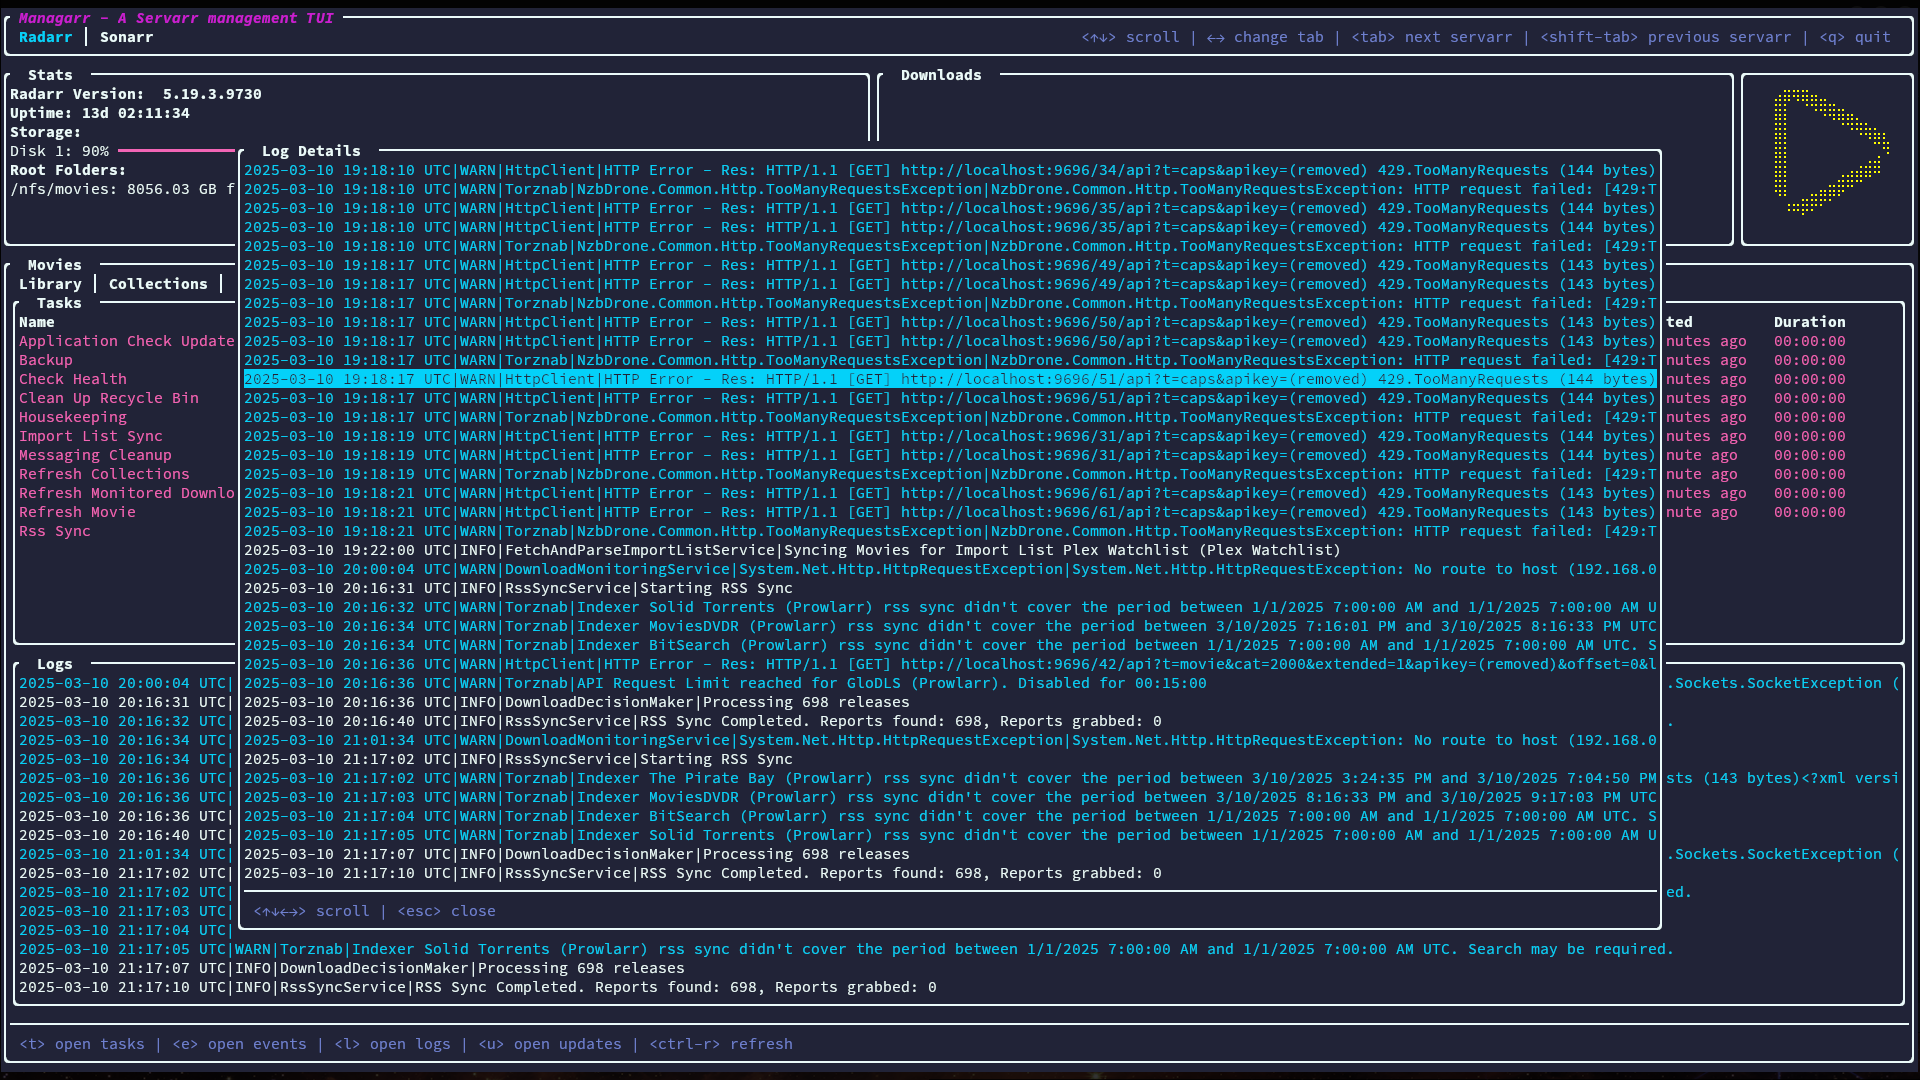 Managarr - A Servarr management TUI
Radarr | Sonarr
<↑↓> scroll | ↔ change tab | <tab> next servarr | <shift-tab> previous servarr | <q> quit
Stats
Radarr Version:  5.19.3.9730
Uptime: 13d 02:11:34
Storage:
Disk 1: 90%
Root Folders:
/nfs/movies: 8056.03 GB f
Downloads
Log Details
2025-03-10 19:18:10 UTC|WARN|HttpClient|HTTP Error - Res: HTTP/1.1 [GET] http://localhost:9696/34/api?t=caps&apikey=(removed) 429.TooManyRequests (144 bytes)
2025-03-10 19:18:10 UTC|WARN|Torznab|NzbDrone.Common.Http.TooManyRequestsException|NzbDrone.Common.Http.TooManyRequestsException: HTTP request failed: [429:T
2025-03-10 19:18:10 UTC|WARN|HttpClient|HTTP Error - Res: HTTP/1.1 [GET] http://localhost:9696/35/api?t=caps&apikey=(removed) 429.TooManyRequests (144 bytes)
2025-03-10 19:18:10 UTC|WARN|HttpClient|HTTP Error - Res: HTTP/1.1 [GET] http://localhost:9696/35/api?t=caps&apikey=(removed) 429.TooManyRequests (144 bytes)
2025-03-10 19:18:10 UTC|WARN|Torznab|NzbDrone.Common.Http.TooManyRequestsException|NzbDrone.Common.Http.TooManyRequestsException: HTTP request failed: [429:T
2025-03-10 19:18:17 UTC|WARN|HttpClient|HTTP Error - Res: HTTP/1.1 [GET] http://localhost:9696/49/api?t=caps&apikey=(removed) 429.TooManyRequests (143 bytes)
2025-03-10 19:18:17 UTC|WARN|HttpClient|HTTP Error - Res: HTTP/1.1 [GET] http://localhost:9696/49/api?t=caps&apikey=(removed) 429.TooManyRequests (143 bytes)
2025-03-10 19:18:17 UTC|WARN|Torznab|NzbDrone.Common.Http.TooManyRequestsException|NzbDrone.Common.Http.TooManyRequestsException: HTTP request failed: [429:T
2025-03-10 19:18:17 UTC|WARN|HttpClient|HTTP Error - Res: HTTP/1.1 [GET] http://localhost:9696/50/api?t=caps&apikey=(removed) 429.TooManyRequests (143 bytes)
2025-03-10 19:18:17 UTC|WARN|HttpClient|HTTP Error - Res: HTTP/1.1 [GET] http://localhost:9696/50/api?t=caps&apikey=(removed) 429.TooManyRequests (143 bytes)
2025-03-10 19:18:17 UTC|WARN|Torznab|NzbDrone.Common.Http.TooManyRequestsException|NzbDrone.Common.Http.TooManyRequestsException: HTTP request failed: [429:T
2025-03-10 19:18:17 UTC|WARN|HttpClient|HTTP Error - Res: HTTP/1.1 [GET] http://localhost:9696/51/api?t=caps&apikey=(removed) 429.TooManyRequests (144 bytes)
2025-03-10 19:18:17 UTC|WARN|HttpClient|HTTP Error - Res: HTTP/1.1 [GET] http://localhost:9696/51/api?t=caps&apikey=(removed) 429.TooManyRequests (144 bytes)
2025-03-10 19:18:17 UTC|WARN|Torznab|NzbDrone.Common.Http.TooManyRequestsException|NzbDrone.Common.Http.TooManyRequestsException: HTTP request failed: [429:T
2025-03-10 19:18:19 UTC|WARN|HttpClient|HTTP Error - Res: HTTP/1.1 [GET] http://localhost:9696/31/api?t=caps&apikey=(removed) 429.TooManyRequests (144 bytes)
2025-03-10 19:18:19 UTC|WARN|HttpClient|HTTP Error - Res: HTTP/1.1 [GET] http://localhost:9696/31/api?t=caps&apikey=(removed) 429.TooManyRequests (144 bytes)
2025-03-10 19:18:19 UTC|WARN|Torznab|NzbDrone.Common.Http.TooManyRequestsException|NzbDrone.Common.Http.TooManyRequestsException: HTTP request failed: [429:T
2025-03-10 19:18:21 UTC|WARN|HttpClient|HTTP Error - Res: HTTP/1.1 [GET] http://localhost:9696/61/api?t=caps&apikey=(removed) 429.TooManyRequests (143 bytes)
2025-03-10 19:18:21 UTC|WARN|HttpClient|HTTP Error - Res: HTTP/1.1 [GET] http://localhost:9696/61/api?t=caps&apikey=(removed) 429.TooManyRequests (143 bytes)
2025-03-10 19:18:21 UTC|WARN|Torznab|NzbDrone.Common.Http.TooManyRequestsException|NzbDrone.Common.Http.TooManyRequestsException: HTTP request failed: [429:T
2025-03-10 19:22:00 UTC|INFO|FetchAndParseImportListService|Syncing Movies for Import List Plex Watchlist (Plex Watchlist)
2025-03-10 20:00:04 UTC|WARN|DownloadMonitoringService|System.Net.Http.HttpRequestException|System.Net.Http.HttpRequestException: No route to host (192.168.0
2025-03-10 20:16:31 UTC|INFO|RssSyncService|Starting RSS Sync
2025-03-10 20:16:32 UTC|WARN|Torznab|Indexer Solid Torrents (Prowlarr) rss sync didn't cover the period between 1/1/2025 7:00:00 AM and 1/1/2025 7:00:00 AM U
2025-03-10 20:16:34 UTC|WARN|Torznab|Indexer MoviesDVDR (Prowlarr) rss sync didn't cover the period between 3/10/2025 7:16:01 PM and 3/10/2025 8:16:33 PM UTC
2025-03-10 20:16:34 UTC|WARN|Torznab|Indexer BitSearch (Prowlarr) rss sync didn't cover the period between 1/1/2025 7:00:00 AM and 1/1/2025 7:00:00 AM UTC. S
2025-03-10 20:16:36 UTC|WARN|HttpClient|HTTP Error - Res: HTTP/1.1 [GET] http://localhost:9696/42/api?t=movie&cat=2000&extended=1&apikey=(removed)&offset=0&l
2025-03-10 20:16:36 UTC|WARN|Torznab|API Request Limit reached for GloDLS (Prowlarr). Disabled for 00:15:00
2025-03-10 20:16:36 UTC|INFO|DownloadDecisionMaker|Processing 698 releases
2025-03-10 20:16:40 UTC|INFO|RssSyncService|RSS Sync Completed. Reports found: 698, Reports grabbed: 0
2025-03-10 21:01:34 UTC|WARN|DownloadMonitoringService|System.Net.Http.HttpRequestException|System.Net.Http.HttpRequestException: No route to host (192.168.0
2025-03-10 21:17:02 UTC|INFO|RssSyncService|Starting RSS Sync
2025-03-10 21:17:02 UTC|WARN|Torznab|Indexer The Pirate Bay (Prowlarr) rss sync didn't cover the period between 3/10/2025 3:24:35 PM and 3/10/2025 7:04:50 PM
2025-03-10 21:17:03 UTC|WARN|Torznab|Indexer MoviesDVDR (Prowlarr) rss sync didn't cover the period between 3/10/2025 8:16:33 PM and 3/10/2025 9:17:03 PM UTC
2025-03-10 21:17:04 UTC|WARN|Torznab|Indexer BitSearch (Prowlarr) rss sync didn't cover the period between 1/1/2025 7:00:00 AM and 1/1/2025 7:00:00 AM UTC. S
2025-03-10 21:17:05 UTC|WARN|Torznab|Indexer Solid Torrents (Prowlarr) rss sync didn't cover the period between 1/1/2025 7:00:00 AM and 1/1/2025 7:00:00 AM U
2025-03-10 21:17:07 UTC|INFO|DownloadDecisionMaker|Processing 698 releases
2025-03-10 21:17:10 UTC|INFO|RssSyncService|RSS Sync Completed. Reports found: 698, Reports grabbed: 0
<↑↓←→> scroll | <esc> close
Movies
Library | Collections |
Tasks
Name
Application Check Update
Backup
Check Health
Clean Up Recycle Bin
Housekeeping
Import List Sync
Messaging Cleanup
Refresh Collections
Refresh Monitored Downlo
Refresh Movie
Rss Sync
ted Duration
nutes ago 00:00:00
nutes ago 00:00:00
nutes ago 00:00:00
nutes ago 00:00:00
nutes ago 00:00:00
nutes ago 00:00:00
nute ago 00:00:00
nute ago 00:00:00
nutes ago 00:00:00
nute ago 00:00:00
Logs
2025-03-10 20:00:04 UTC| .Sockets.SocketException (
2025-03-10 20:16:31 UTC|
2025-03-10 20:16:32 UTC| .
2025-03-10 20:16:34 UTC|
2025-03-10 20:16:34 UTC|
2025-03-10 20:16:36 UTC| sts (143 bytes)<?xml versi
2025-03-10 20:16:36 UTC|
2025-03-10 20:16:36 UTC|
2025-03-10 20:16:40 UTC|
2025-03-10 21:01:34 UTC| .Sockets.SocketException (
2025-03-10 21:17:02 UTC|
2025-03-10 21:17:02 UTC| ed.
2025-03-10 21:17:03 UTC|
2025-03-10 21:17:04 UTC|
2025-03-10 21:17:05 UTC|WARN|Torznab|Indexer Solid Torrents (Prowlarr) rss sync didn't cover the period between 1/1/2025 7:00:00 AM and 1/1/2025 7:00:00 AM UTC. Search may be required.
2025-03-10 21:17:07 UTC|INFO|DownloadDecisionMaker|Processing 698 releases
2025-03-10 21:17:10 UTC|INFO|RssSyncService|RSS Sync Completed. Reports found: 698, Reports grabbed: 0
<t> open tasks | <e> open events | <l> open logs | <u> open updates | <ctrl-r> refresh